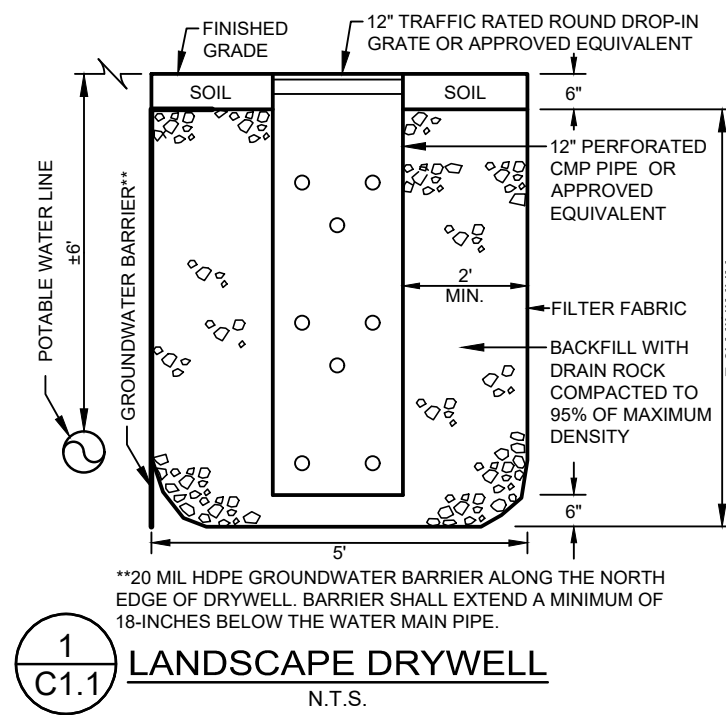 FINISHED
GRADE
12" TRAFFIC RATED ROUND DROP-IN
GRATE OR APPROVED EQUIVALENT
SOIL
SOIL
6"
12" PERFORATED
CMP PIPE OR
APPROVED
EQUIVALENT
POTABLE WATER LINE
±6'
GROUNDWATER BARRIER**
2'
MIN.
FILTER FABRIC
BACKFILL WITH
DRAIN ROCK
COMPACTED TO
95% OF MAXIMUM
DENSITY
6"
5'
**20 MIL HDPE GROUNDWATER BARRIER ALONG THE NORTH
EDGE OF DRYWELL. BARRIER SHALL EXTEND A MINIMUM OF
18-INCHES BELOW THE WATER MAIN PIPE.
1
C1.1
LANDSCAPE DRYWELL
N.T.S.